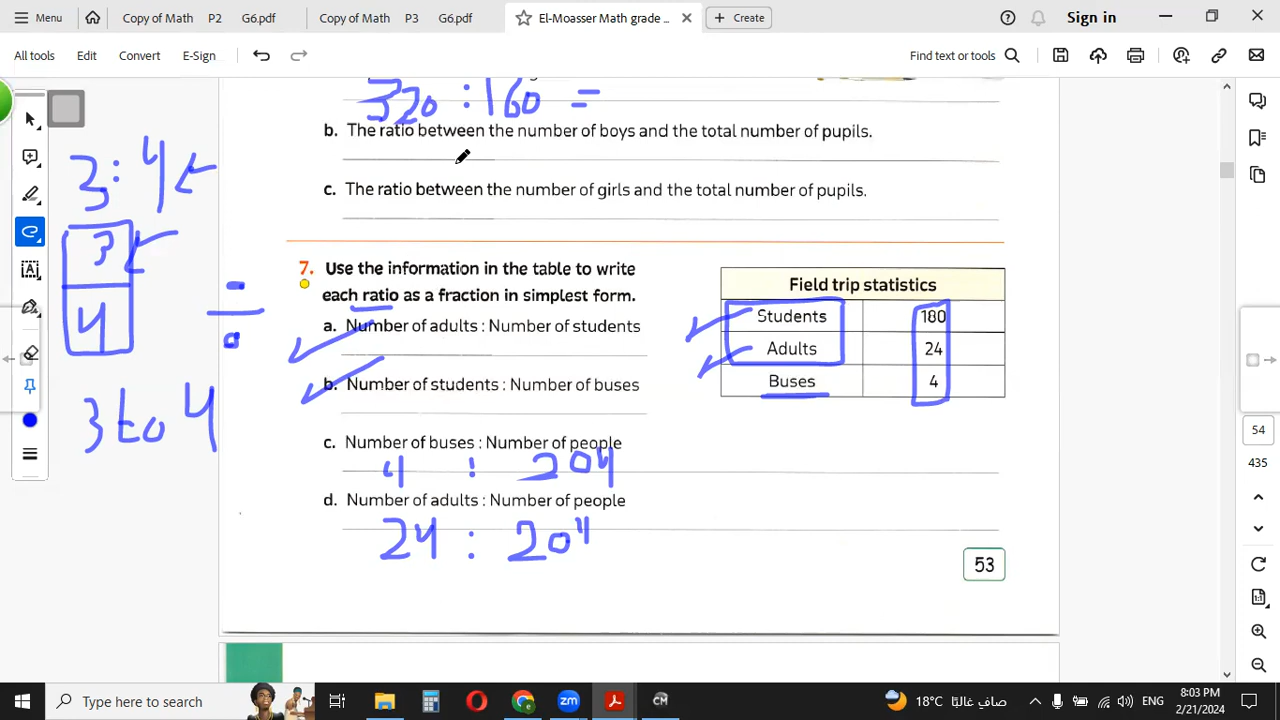 Menu Copy of Math P2 G6.pdf Copy of Math P3 G6.pdf El-Moasser Math grade ... Create Sign in
All tools Edit Convert E-Sign Find text or tools
320 : 160 =
b. The ratio between the number of boys and the total number of pupils.
c. The ratio between the number of girls and the total number of pupils.
3 : 4
3
4
3 to 4
7. Use the information in the table to write
each ratio as a fraction in simplest form.
a. Number of adults : Number of students
b. Number of students : Number of buses
c. Number of buses : Number of people
4 : 204
d. Number of adults : Number of people
24 : 204
Field trip statistics
Students 180
Adults 24
Buses 4
53
54
435
1:1
Type here to search
zm
CM
18°C صاف غالبًا
ENG
8:03 PM
2/21/2024